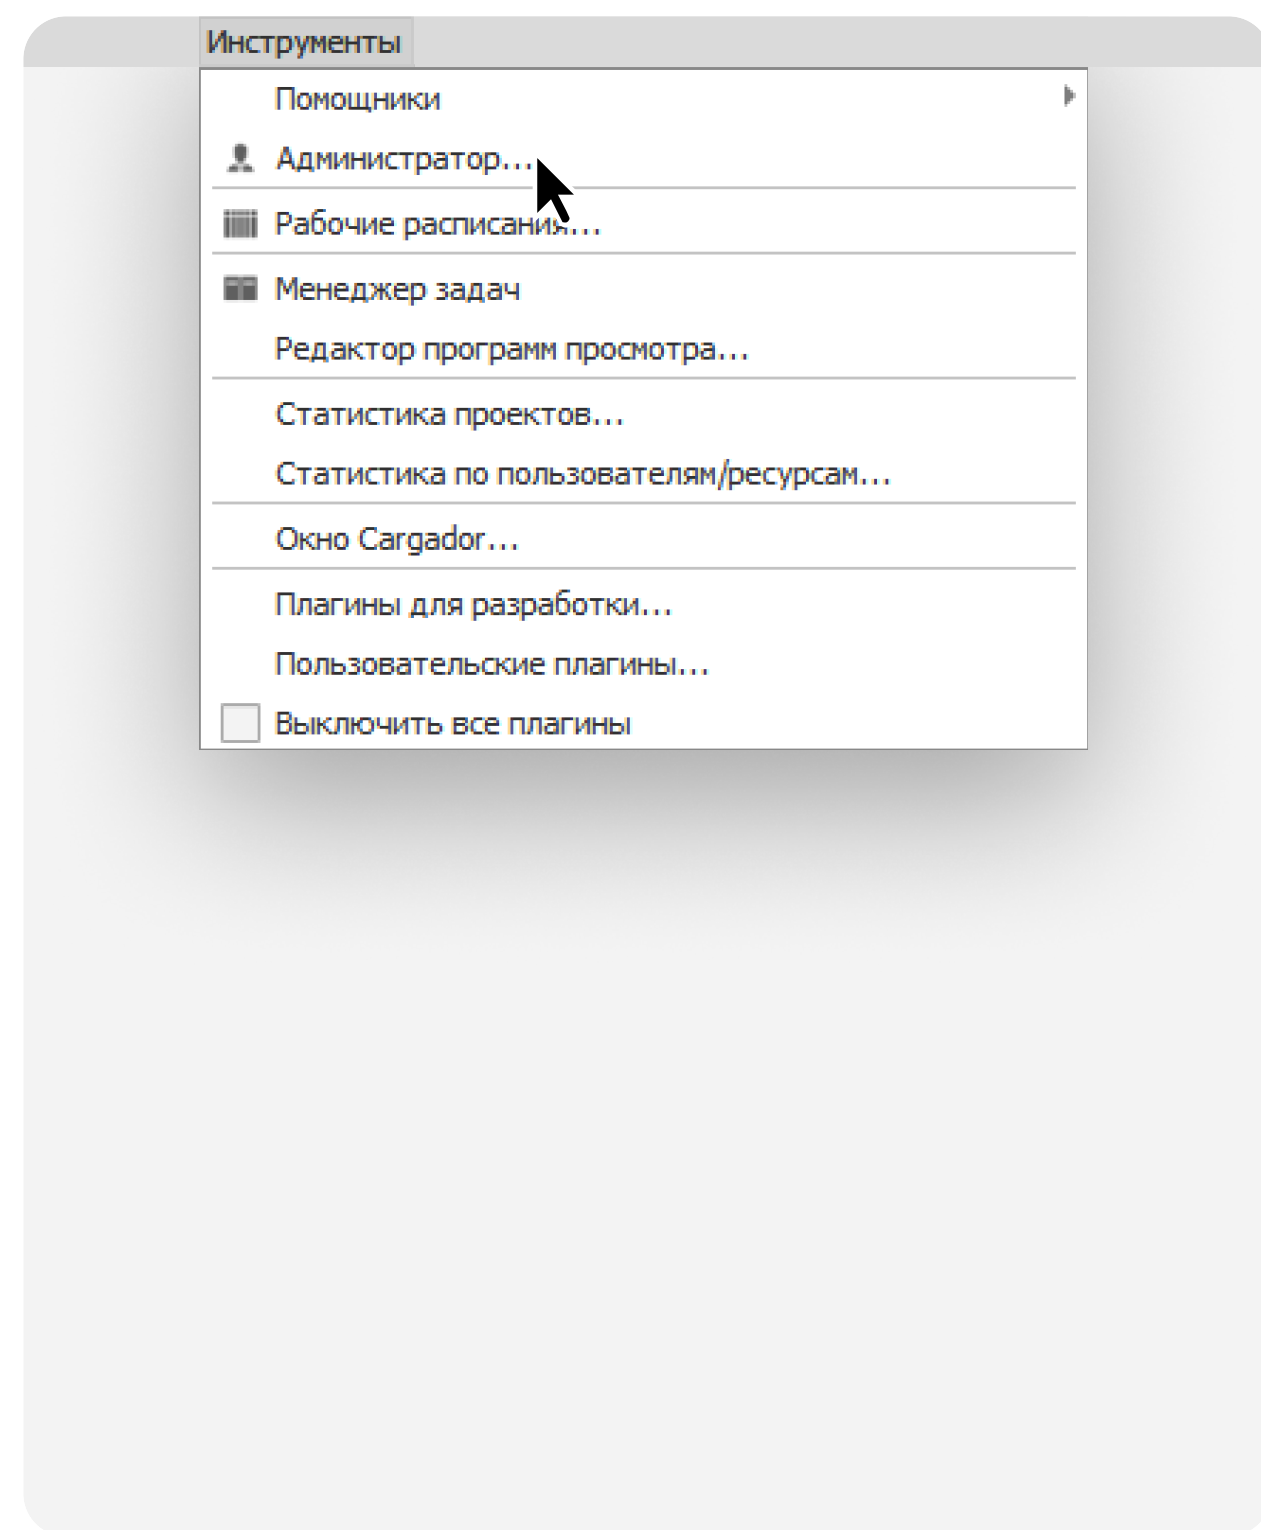 Инструменты
Помощники
Администратор...
Рабочие расписания...
Менеджер задач
Редактор программ просмотра...
Статистика проектов...
Статистика по пользователям/ресурсам...
Окно Cargador...
Плагины для разработки...
Пользовательские плагины...
Выключить все плагины